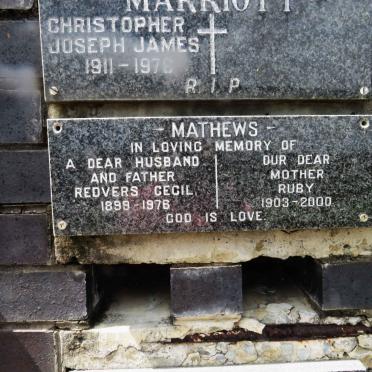 MARRIOTT
CHRISTOPHER
JOSEPH JAMES
1911 - 1976
R I P
- MATHEWS -
IN LOVING MEMORY OF
A DEAR HUSBAND
AND FATHER
REDVERS CECIL
1899-1976
OUR DEAR
MOTHER
RUBY
1903-2000
GOD IS LOVE